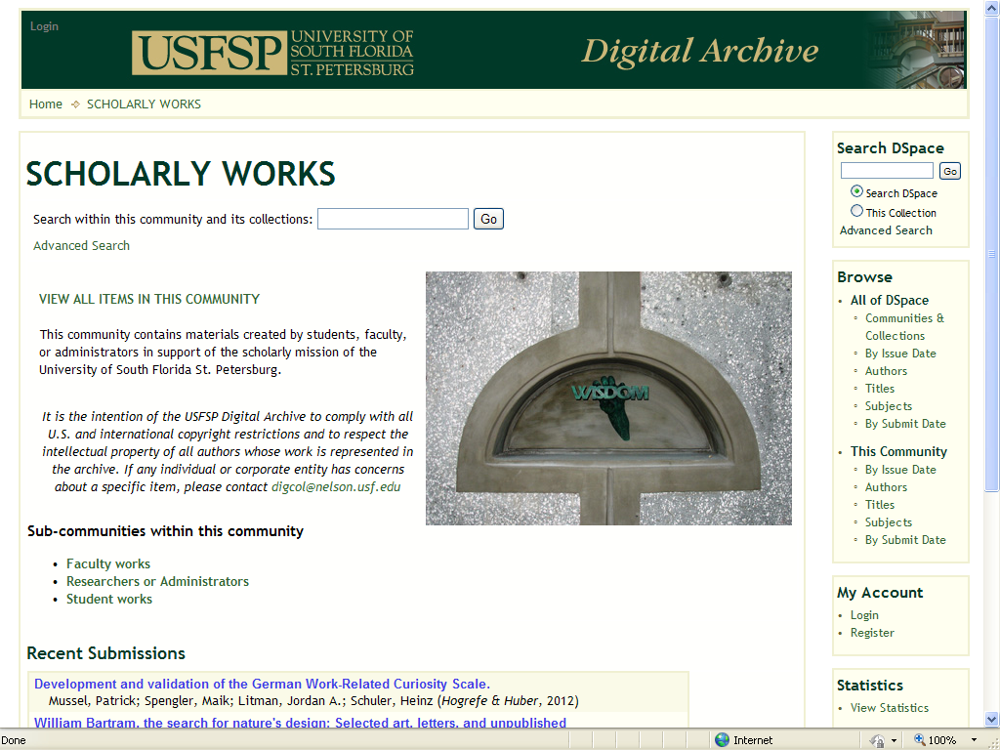 Login
USFSP
UNIVERSITY OF
SOUTH FLORIDA
ST. PETERSBURG
Digital Archive
Home
SCHOLARLY WORKS
SCHOLARLY WORKS
Search within this community and its collections:
Go
Advanced Search
VIEW ALL ITEMS IN THIS COMMUNITY
This community contains materials created by students, faculty,
or administrators in support of the scholarly mission of the
University of South Florida St. Petersburg.
It is the intention of the USFSP Digital Archive to comply with all
U.S. and international copyright restrictions and to respect the
intellectual property of all authors whose work is represented in
the archive. If any individual or corporate entity has concerns
about a specific item, please contact digcol@nelson.usf.edu
WISDOM
Sub-communities within this community
• Faculty works
• Researchers or Administrators
• Student works
Recent Submissions
Development and validation of the German Work-Related Curiosity Scale.
Mussel, Patrick; Spengler, Maik; Litman, Jordan A.; Schuler, Heinz (Hogrefe & Huber, 2012)
William Bartram, the search for nature's design: Selected art, letters, and unpublished
Search DSpace
Go
Search DSpace
This Collection
Advanced Search
Browse
• All of DSpace
Communities &
Collections
By Issue Date
Authors
Titles
Subjects
By Submit Date
• This Community
By Issue Date
Authors
Titles
Subjects
By Submit Date
My Account
• Login
• Register
Statistics
• View Statistics
Done
Internet
100%